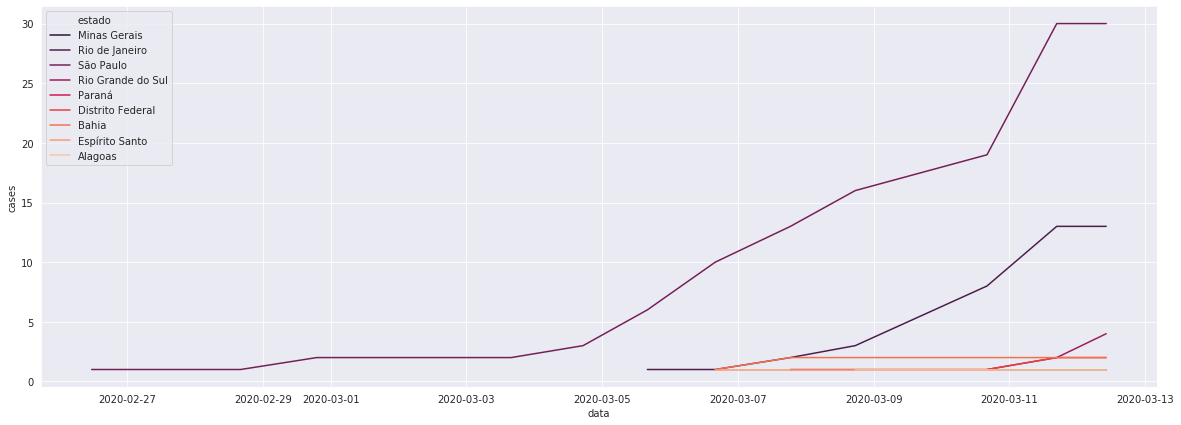 estado
Minas Gerais
Rio de Janeiro
São Paulo
Rio Grande do Sul
Paraná
Distrito Federal
Bahia
Espírito Santo
Alagoas
30
25
20
15
10
5
0
cases
2020-02-27 2020-02-29 2020-03-01 2020-03-03 2020-03-05 2020-03-07 2020-03-09 2020-03-11 2020-03-13
data